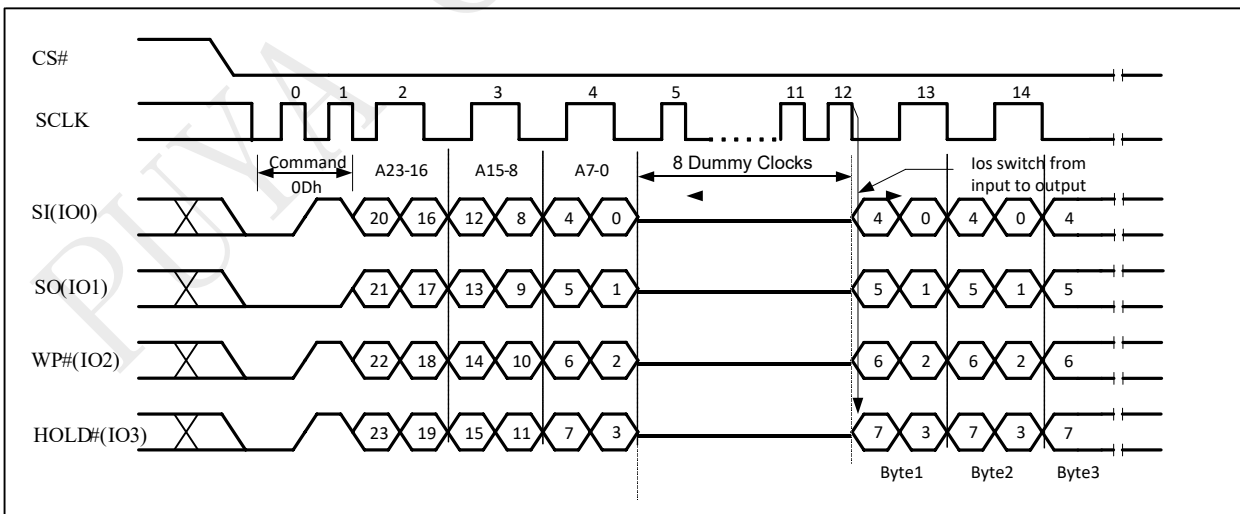 PUYA
CS#
0 1 2 3 4 5 11 12 13 14
SCLK
Command
0Dh
A23-16 A15-8 A7-0
8 Dummy Clocks
Ios switch from
input to output
SI(IO0) 20 16 12 8 4 0 4 0 4 0 4
SO(IO1) 21 17 13 9 5 1 5 1 5 1 5
WP#(IO2) 22 18 14 10 6 2 6 2 6 2 6
HOLD#(IO3) 23 19 15 11 7 3 7 3 7 3 7
Byte1 Byte2 Byte3